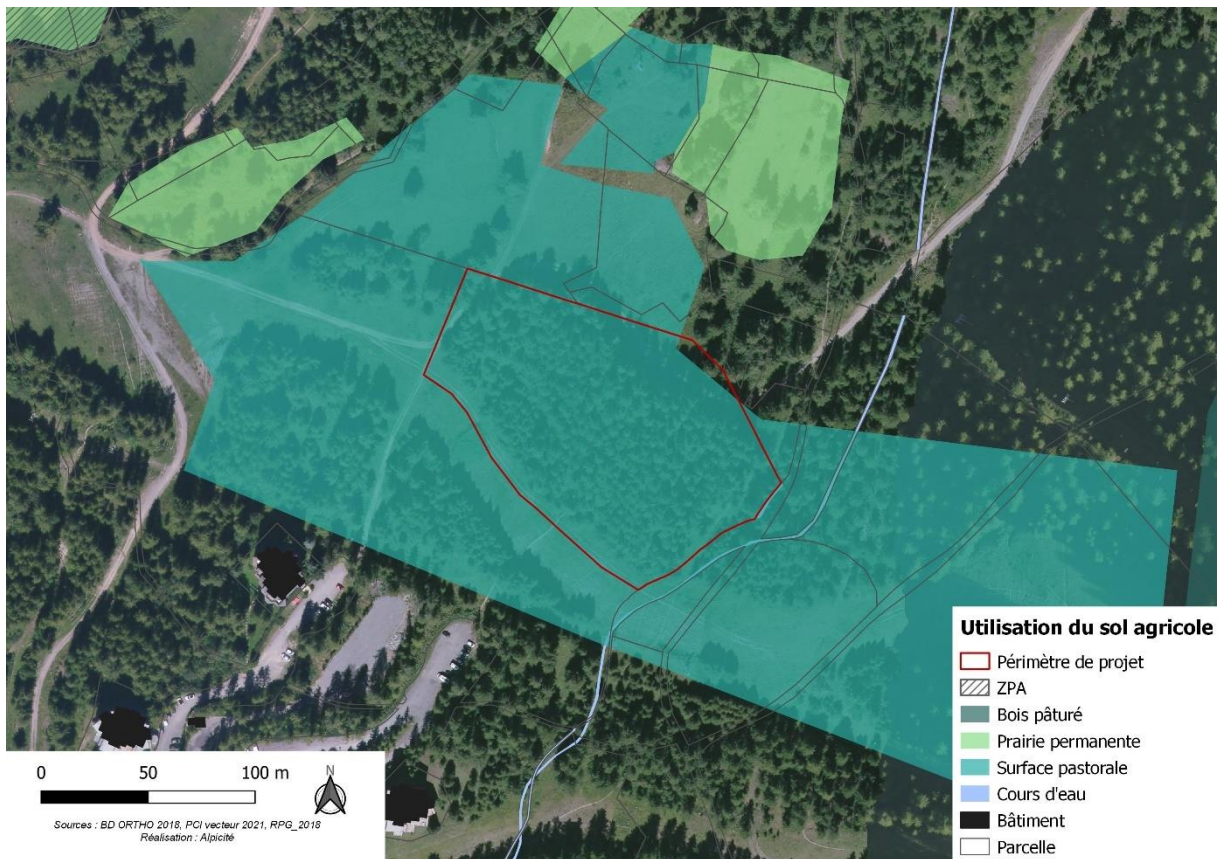 Utilisation du sol agricole
Périmètre de projet
ZPA
Bois pâturé
Prairie permanente
Surface pastorale
Cours d'eau
Bâtiment
Parcelle
0 50 100 m
N
Sources : BD ORTHO 2018, PCI vecteur 2021, RPG_2018
Réalisation : Alpicité